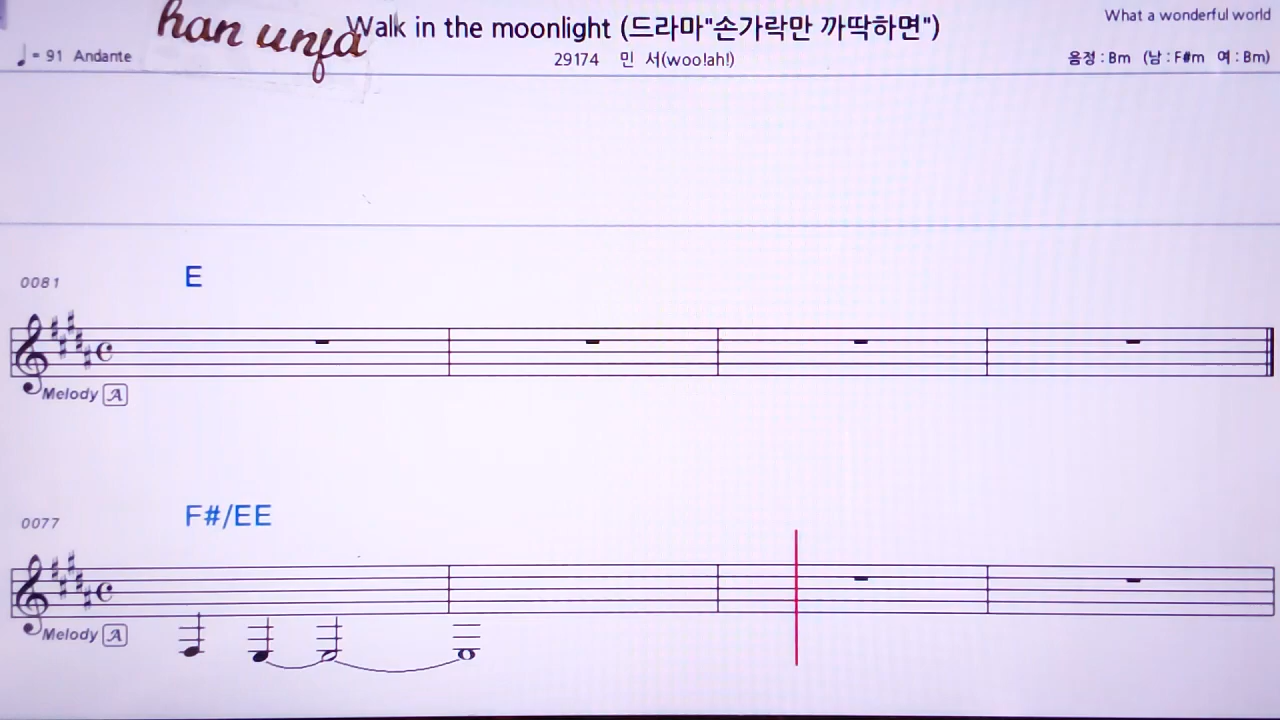 han unja
Walk in the moonlight (드라마"손가락만 까딱하면")
What a wonderful world
♩= 91 Andante
29174 민 서(woo!ah!)
음정 : Bm (남 : F#m 여 : Bm)
0081
E
Melody A
0077
F#/EE
Melody A